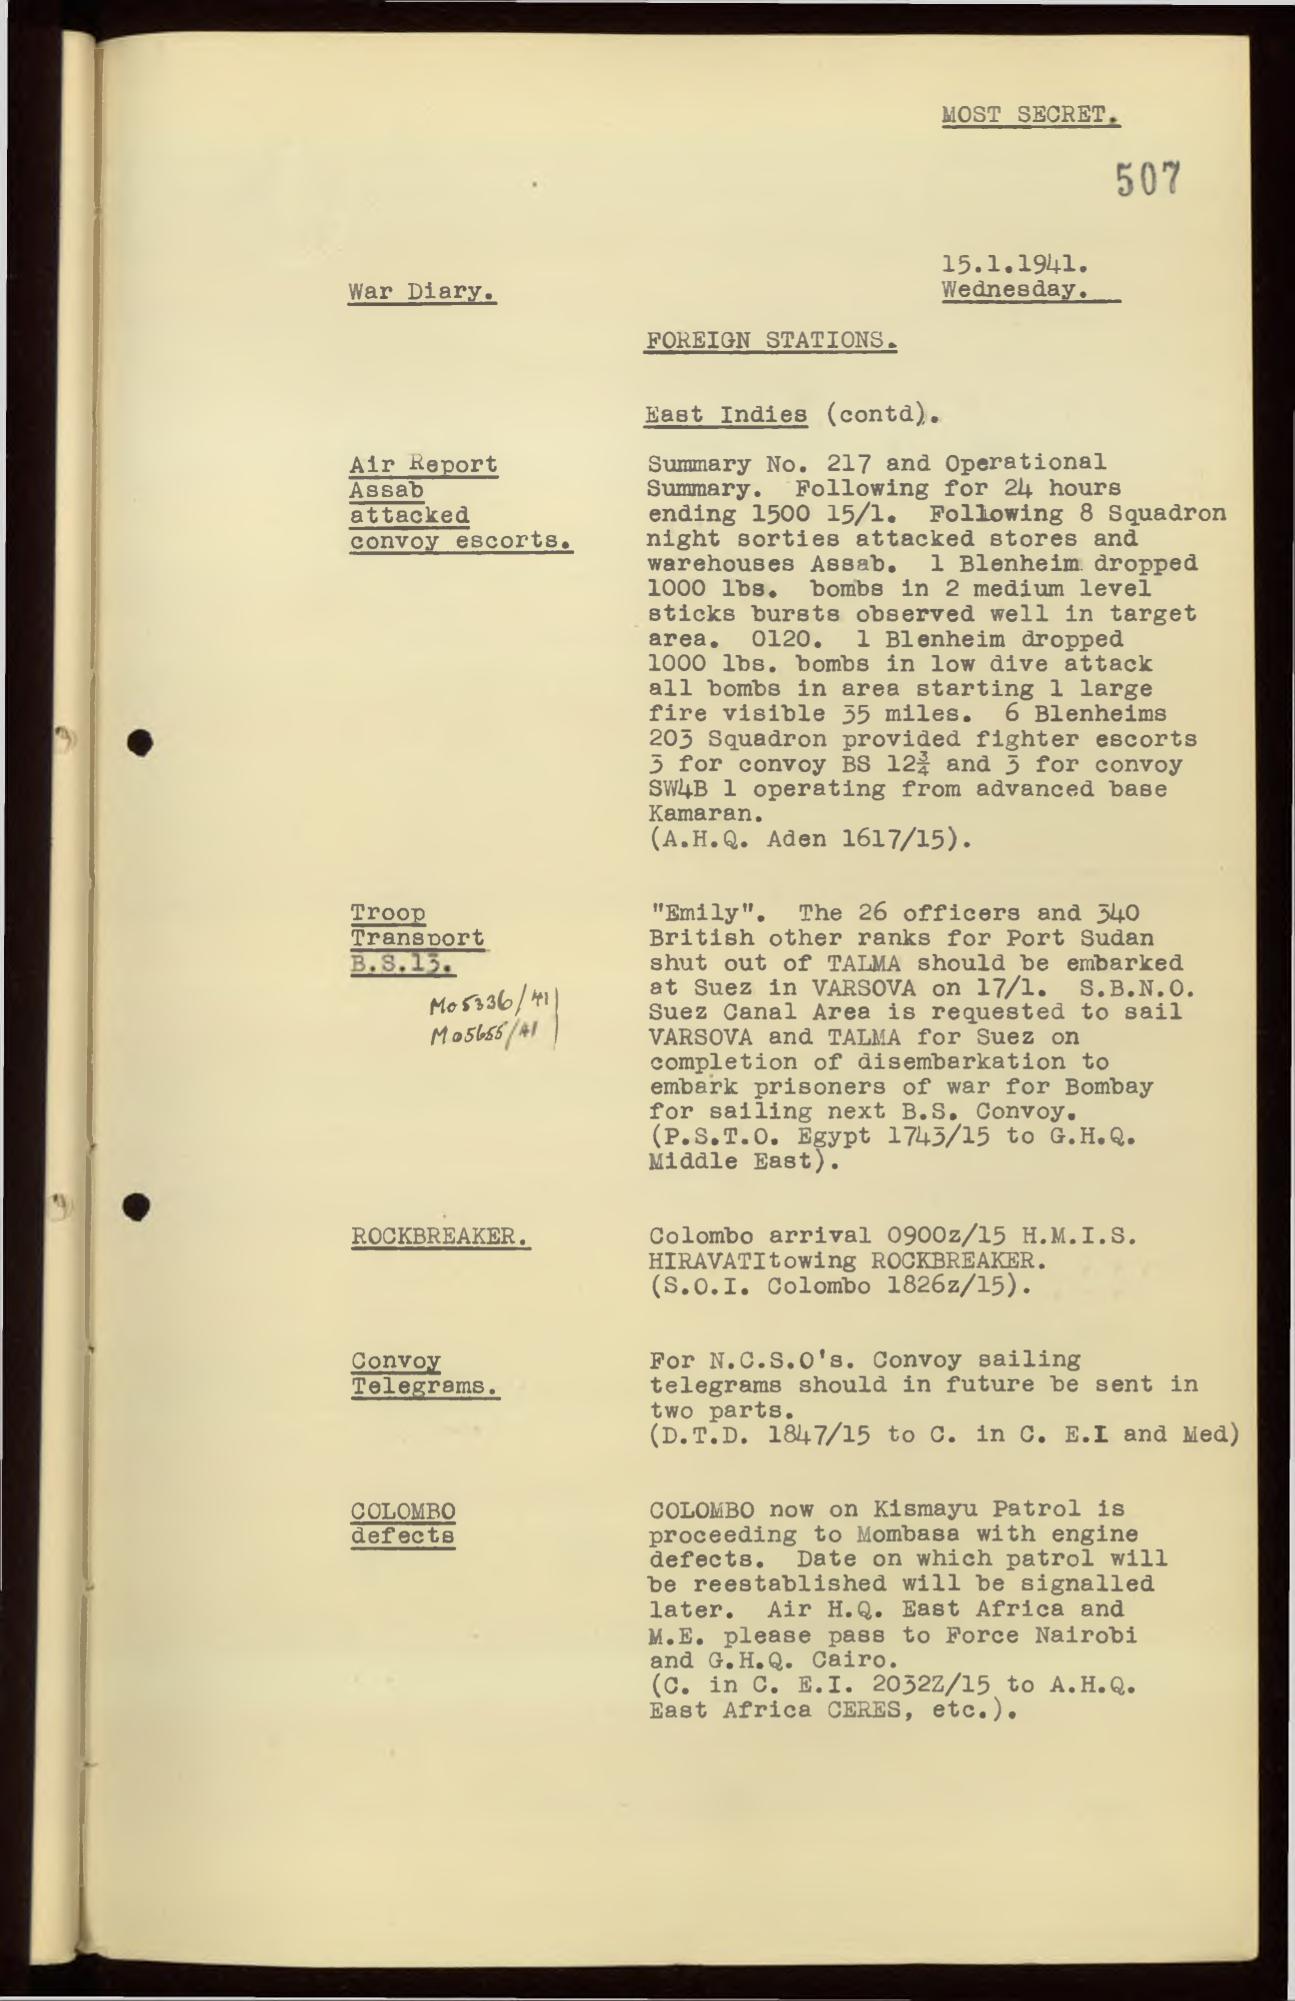 MOST SECRET.
507
15.1.1941.
War Diary.
Wednesday.
FOREIGN STATIONS.
East Indies (contd).
Air Report
Assab
attacked
convoy escorts.
Summary No. 217 and Operational
Summary. Following for 24 hours
ending 1500 15/1. Following 8 Squadron
night sorties attacked stores and
warehouses Assab. 1 Blenheim dropped
1000 lbs. bombs in 2 medium level
sticks bursts observed well in target
area. 0120. 1 Blenheim dropped
1000 lbs. bombs in low dive attack
all bombs in area starting 1 large
fire visible 35 miles. 6 Blenheims
203 Squadron provided fighter escorts
3 for convoy BS 12¾ and 3 for convoy
SW4B 1 operating from advanced base
Kamaran.
(A.H.Q. Aden 1617/15).
Troop
Transport
B.S.13.
Mo5336/41
Mo5655/41
"Emily". The 26 officers and 340
British other ranks for Port Sudan
shut out of TALMA should be embarked
at Suez in VARSOVA on 17/1. S.B.N.O.
Suez Canal Area is requested to sail
VARSOVA and TALMA for Suez on
completion of disembarkation to
embark prisoners of war for Bombay
for sailing next B.S. Convoy.
(P.S.T.O. Egypt 1743/15 to G.H.Q.
Middle East).
ROCKBREAKER.
Colombo arrival 0900z/15 H.M.I.S.
HIRAVATItowing ROCKBREAKER.
(S.O.I. Colombo 1826z/15).
Convoy
Telegrams.
For N.C.S.O's. Convoy sailing
telegrams should in future be sent in
two parts.
(D.T.D. 1847/15 to C. in C. E.I and Med)
COLOMBO
defects
COLOMBO now on Kismayu Patrol is
proceeding to Mombasa with engine
defects. Date on which patrol will
be reestablished will be signalled
later. Air H.Q. East Africa and
M.E. please pass to Force Nairobi
and G.H.Q. Cairo.
(C. in C. E.I. 2032Z/15 to A.H.Q.
East Africa CERES, etc.).